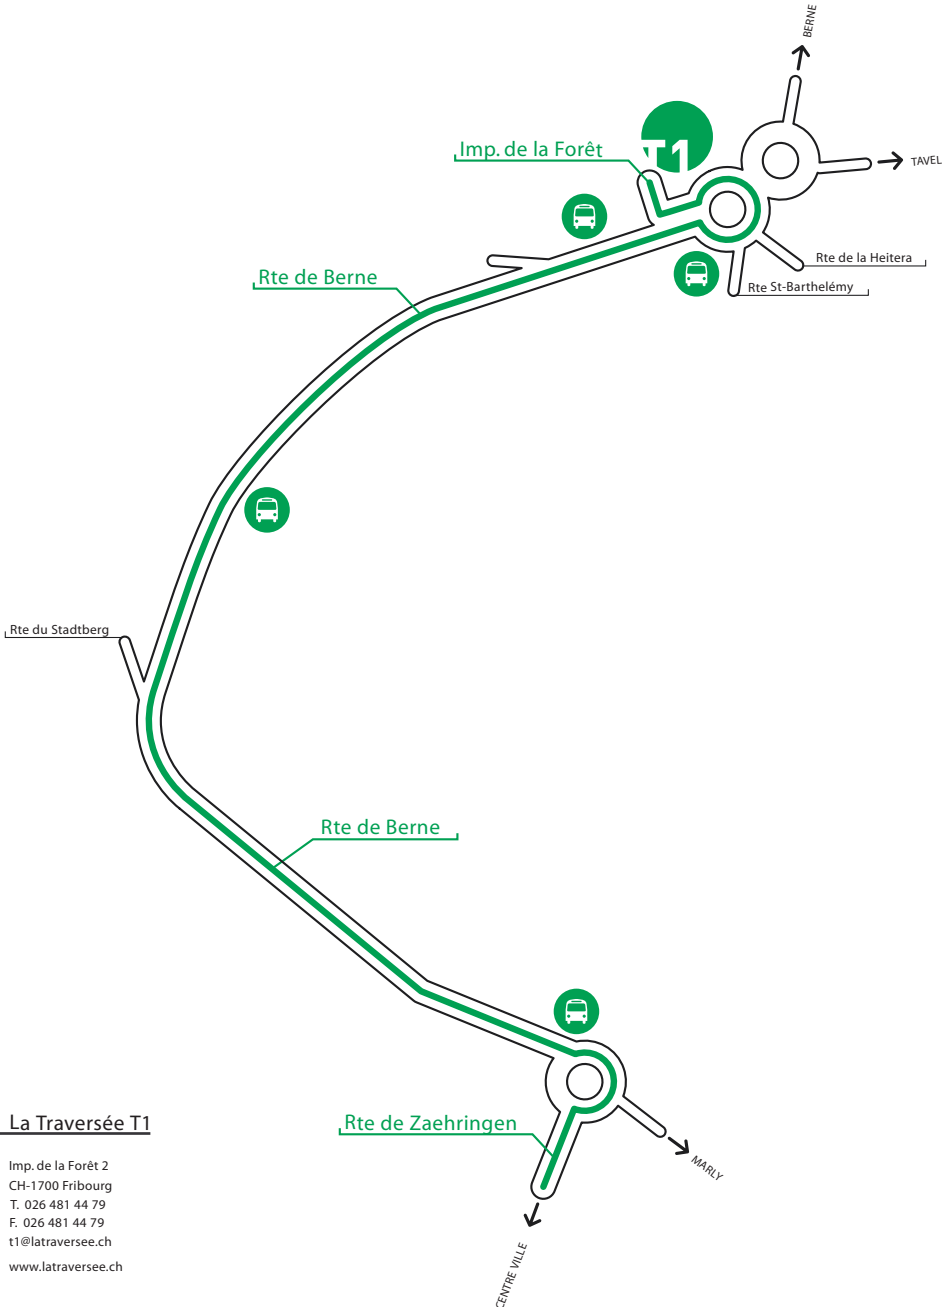 BERNE
T1
Imp. de la Forêt
TAVEL
Rte de la Heitera
Rte de Berne
Rte St-Barthelémy
Rte du Stadtberg
Rte de Berne
La Traversée T1
Rte de Zaehringen
Imp. de la Forêt 2
CH-1700 Fribourg
T. 026 481 44 79
F. 026 481 44 79
t1@latraversee.ch
www.latraversee.ch
MARLY
CENTRE VILLE